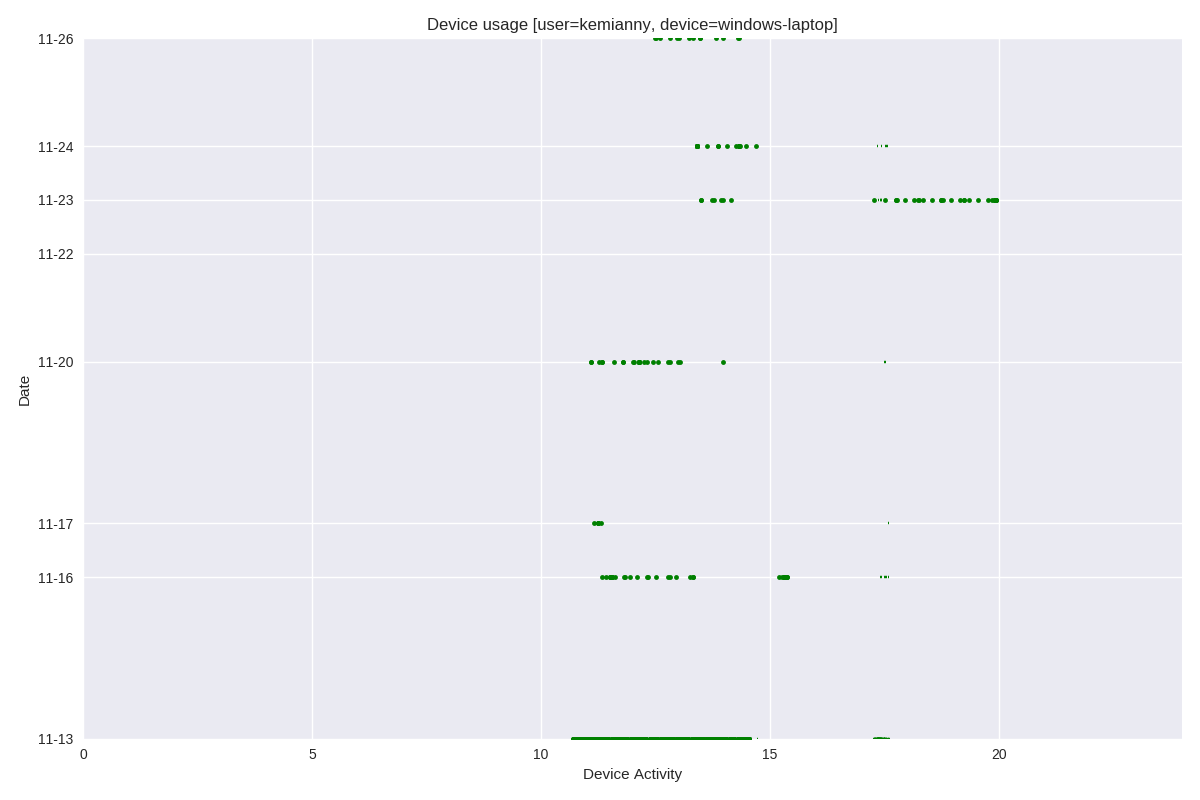 Device usage [user=kemianny, device=windows-laptop]
11-26
11-24
11-23
11-22
11-20
Date
11-17
11-16
11-13
0 5 10 15 20
Device Activity